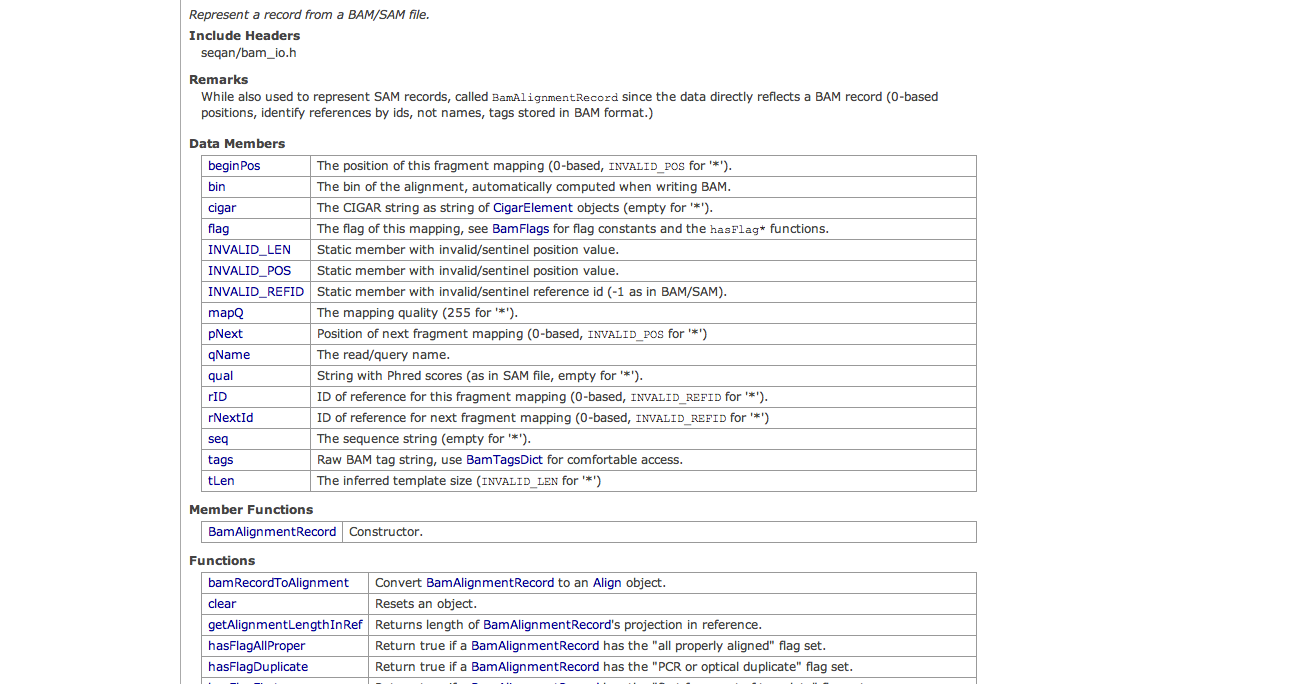 Represent a record from a BAM/SAM file.
Include Headers
seqan/bam_io.h
Remarks
While also used to represent SAM records, called BamAlignmentRecord since the data directly reflects a BAM record (0-based
positions, identify references by ids, not names, tags stored in BAM format.)
Data Members
beginPos The position of this fragment mapping (0-based, INVALID_POS for '*').
bin The bin of the alignment, automatically computed when writing BAM.
cigar The CIGAR string as string of CigarElement objects (empty for '*').
flag The flag of this mapping, see BamFlags for flag constants and the hasFlag* functions.
INVALID_LEN Static member with invalid/sentinel position value.
INVALID_POS Static member with invalid/sentinel position value.
INVALID_REFID Static member with invalid/sentinel reference id (-1 as in BAM/SAM).
mapQ The mapping quality (255 for '*').
pNext Position of next fragment mapping (0-based, INVALID_POS for '*')
qName The read/query name.
qual String with Phred scores (as in SAM file, empty for '*').
rID ID of reference for this fragment mapping (0-based, INVALID_REFID for '*').
rNextId ID of reference for next fragment mapping (0-based, INVALID_REFID for '*')
seq The sequence string (empty for '*').
tags Raw BAM tag string, use BamTagsDict for comfortable access.
tLen The inferred template size (INVALID_LEN for '*')
Member Functions
BamAlignmentRecord Constructor.
Functions
bamRecordToAlignment Convert BamAlignmentRecord to an Align object.
clear Resets an object.
getAlignmentLengthInRef Returns length of BamAlignmentRecord's projection in reference.
hasFlagAllProper Return true if a BamAlignmentRecord has the "all properly aligned" flag set.
hasFlagDuplicate Return true if a BamAlignmentRecord has the "PCR or optical duplicate" flag set.